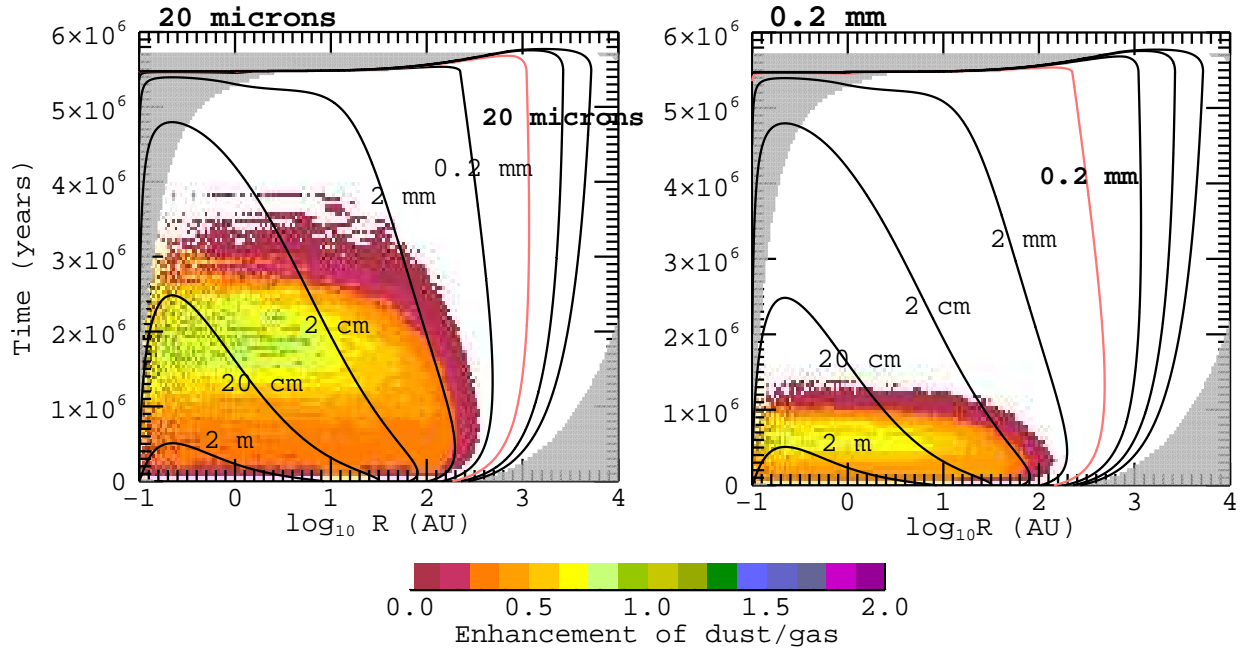 20 microns
6×10⁶
5×10⁶
4×10⁶
3×10⁶
2×10⁶
1×10⁶
0
Time (years)
20 microns
0.2 mm
2 mm
2 cm
20 cm
2 m
−1 0 1 2 3 4
log₁₀ R (AU)
0.2 mm
6×10⁶
5×10⁶
4×10⁶
3×10⁶
2×10⁶
1×10⁶
0
0.2 mm
2 mm
2 cm
20 cm
2 m
−1 0 1 2 3 4
log₁₀R (AU)
0.0 0.5 1.0 1.5 2.0
Enhancement of dust/gas